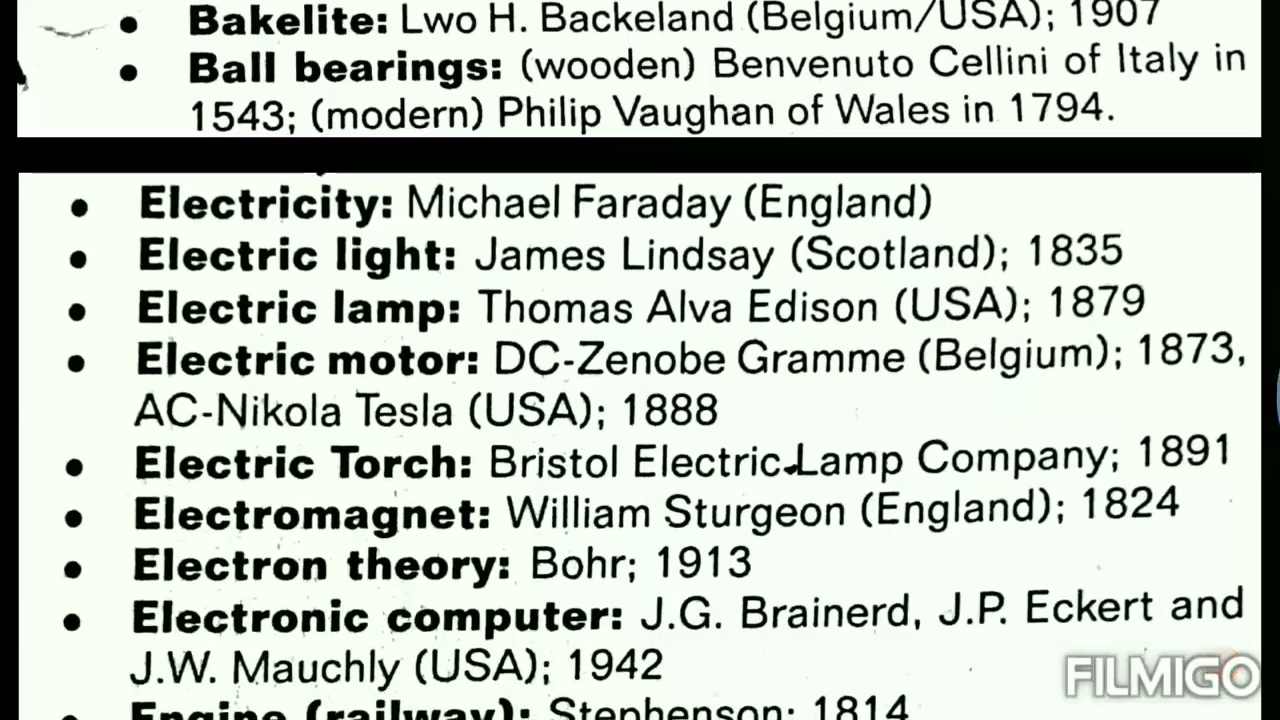 • Bakelite: Lwo H. Backeland (Belgium/USA); 1907
• Ball bearings: (wooden) Benvenuto Cellini of Italy in
1543; (modern) Philip Vaughan of Wales in 1794.
• Electricity: Michael Faraday (England)
• Electric light: James Lindsay (Scotland); 1835
• Electric lamp: Thomas Alva Edison (USA); 1879
• Electric motor: DC-Zenobe Gramme (Belgium); 1873,
AC-Nikola Tesla (USA); 1888
• Electric Torch: Bristol Electric Lamp Company; 1891
• Electromagnet: William Sturgeon (England); 1824
• Electron theory: Bohr; 1913
• Electronic computer: J.G. Brainerd, J.P. Eckert and
J.W. Mauchly (USA); 1942
• Engine (railway): Stephenson; 1814
FILMIGO